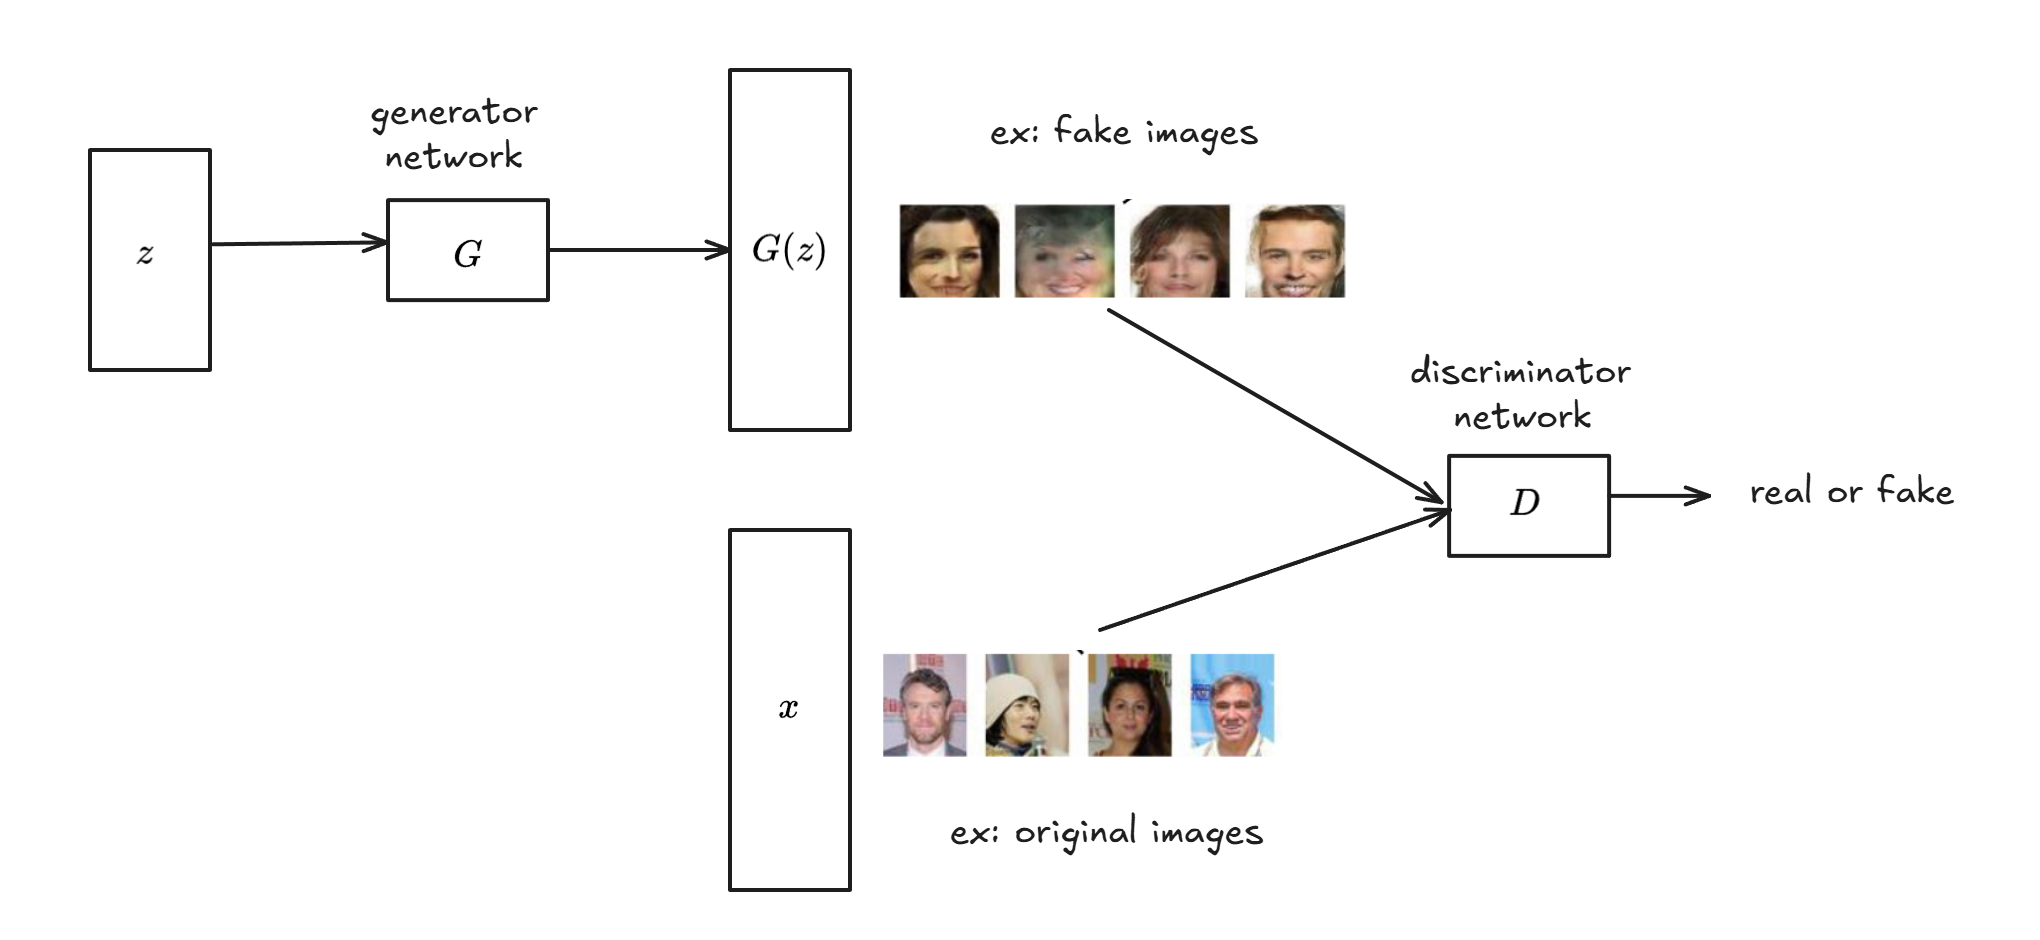 generator
network
z
G
G(z)
ex: fake images
discriminator
network
D
real or fake
x
ex: original images